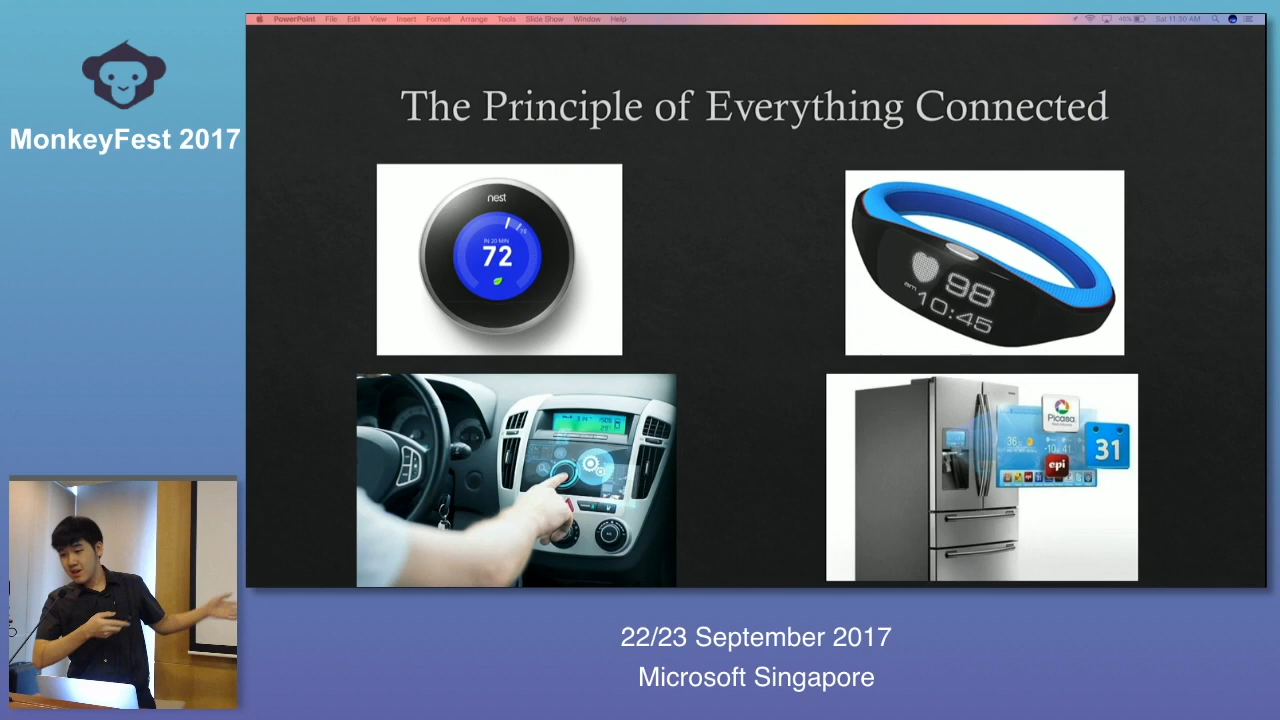 MonkeyFest 2017
PowerPoint File Edit View Insert Format Arrange Tools Slide Show Window Help
48% Sat 11:30 AM
The Principle of Everything Connected
nest
IN 20 MIN
72
98
am 10:45
Picasa
31
epi
22/23 September 2017
Microsoft Singapore